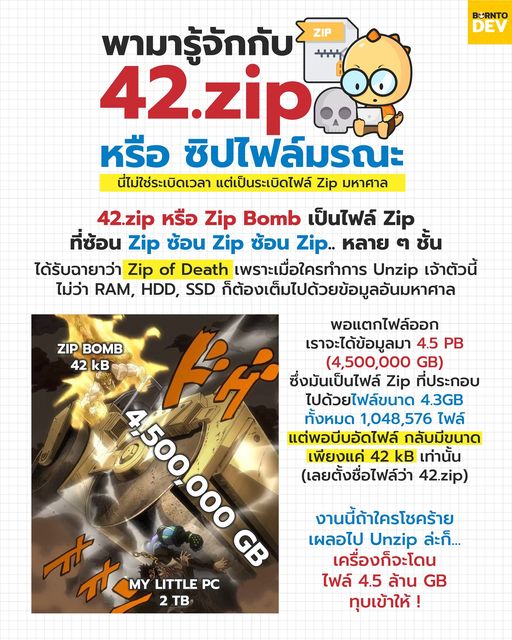 BORNTO
DEV
ZIP
พามารู้จักกับ
42.zip
หรือ ซิปไฟล์มรณะ
นี่ไม่ใช่ระเบิดเวลา แต่เป็นระเบิดไฟล์ Zip มหาศาล
42.zip หรือ Zip Bomb เป็นไฟล์ Zip
ที่ซ้อน Zip ซ้อน Zip ซ้อน Zip.. หลาย ๆ ชั้น
ได้รับฉายาว่า Zip of Death เพราะเมื่อใครทำการ Unzip เจ้าตัวนี้
ไม่ว่า RAM, HDD, SSD ก็ต้องเต็มไปด้วยข้อมูลอันมหาศาล
ZIP BOMB
42 kB
ドドド
4,500,000 GB
MY LITTLE PC
2 TB
พอแตกไฟล์ออก
เราจะได้ข้อมูลมา 4.5 PB
(4,500,000 GB)
ซึ่งมันเป็นไฟล์ Zip ที่ประกอบ
ไปด้วยไฟล์ขนาด 4.3GB
ทั้งหมด 1,048,576 ไฟล์
แต่พอบีบอัดไฟล์ กลับมีขนาด
เพียงแค่ 42 kB เท่านั้น
(เลยตั้งชื่อไฟล์ว่า 42.zip)
งานนี้ถ้าใครโชคร้าย
เผลอไป Unzip ล่ะก็...
เครื่องก็จะโดน
ไฟล์ 4.5 ล้าน GB
ทุบเข้าให้ !